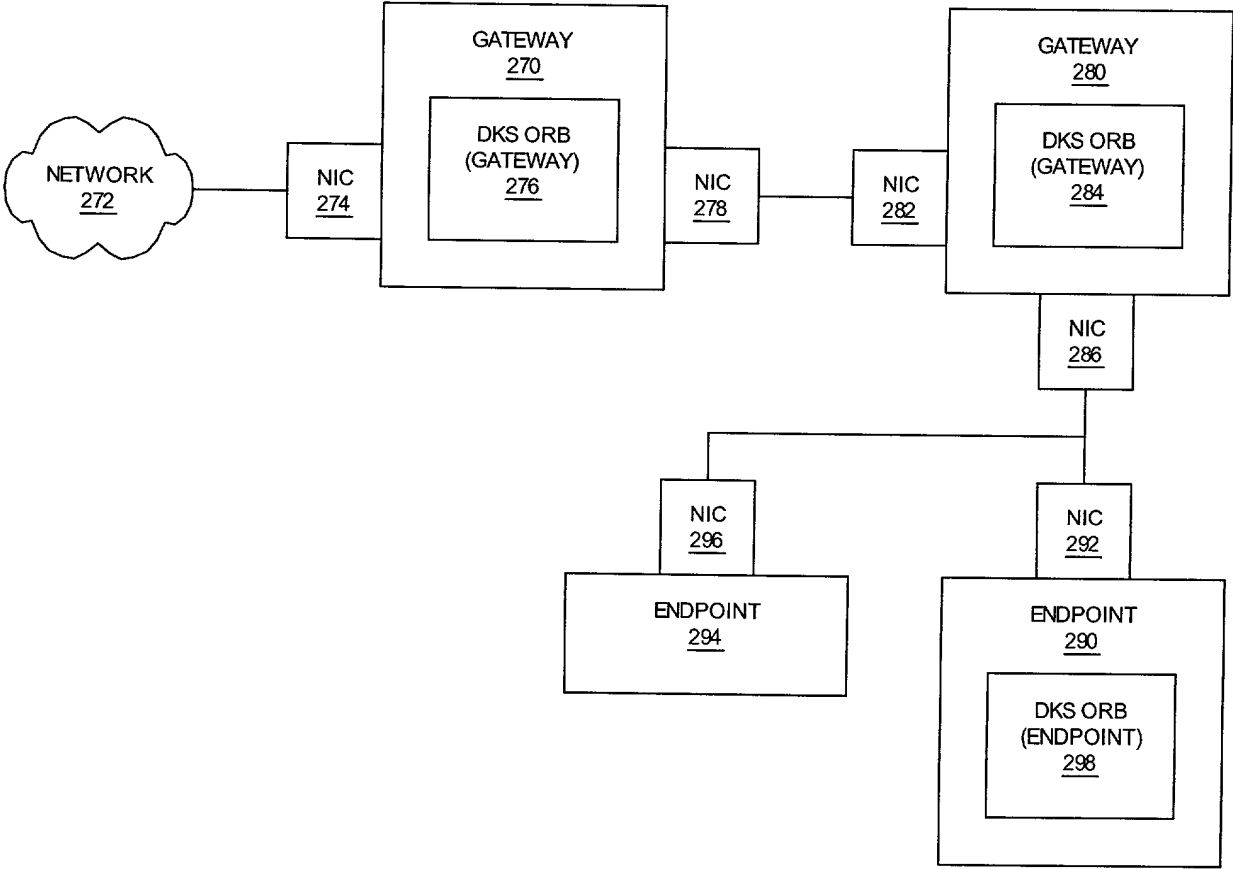 NETWORK
272
NIC
274
GATEWAY
270
DKS ORB
(GATEWAY)
276
NIC
278
NIC
282
GATEWAY
280
DKS ORB
(GATEWAY)
284
NIC
286
NIC
296
ENDPOINT
294
NIC
292
ENDPOINT
290
DKS ORB
(ENDPOINT)
298